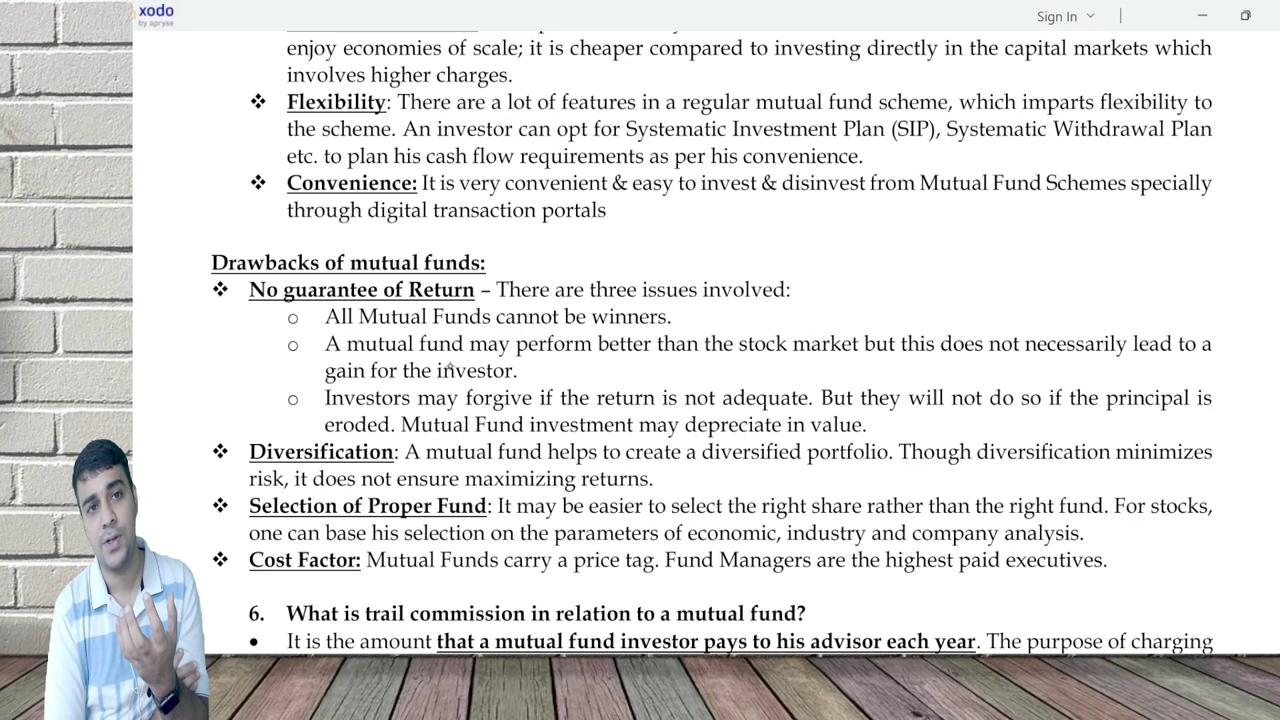 xodo
by apryse
Sign In
enjoy economies of scale; it is cheaper compared to investing directly in the capital markets which
involves higher charges.
❖ Flexibility: There are a lot of features in a regular mutual fund scheme, which imparts flexibility to
the scheme. An investor can opt for Systematic Investment Plan (SIP), Systematic Withdrawal Plan
etc. to plan his cash flow requirements as per his convenience.
❖ Convenience: It is very convenient & easy to invest & disinvest from Mutual Fund Schemes specially
through digital transaction portals
Drawbacks of mutual funds:
❖ No guarantee of Return – There are three issues involved:
o All Mutual Funds cannot be winners.
o A mutual fund may perform better than the stock market but this does not necessarily lead to a
gain for the investor.
o Investors may forgive if the return is not adequate. But they will not do so if the principal is
eroded. Mutual Fund investment may depreciate in value.
❖ Diversification: A mutual fund helps to create a diversified portfolio. Though diversification minimizes
risk, it does not ensure maximizing returns.
❖ Selection of Proper Fund: It may be easier to select the right share rather than the right fund. For stocks,
one can base his selection on the parameters of economic, industry and company analysis.
❖ Cost Factor: Mutual Funds carry a price tag. Fund Managers are the highest paid executives.
6. What is trail commission in relation to a mutual fund?
• It is the amount that a mutual fund investor pays to his advisor each year. The purpose of charging